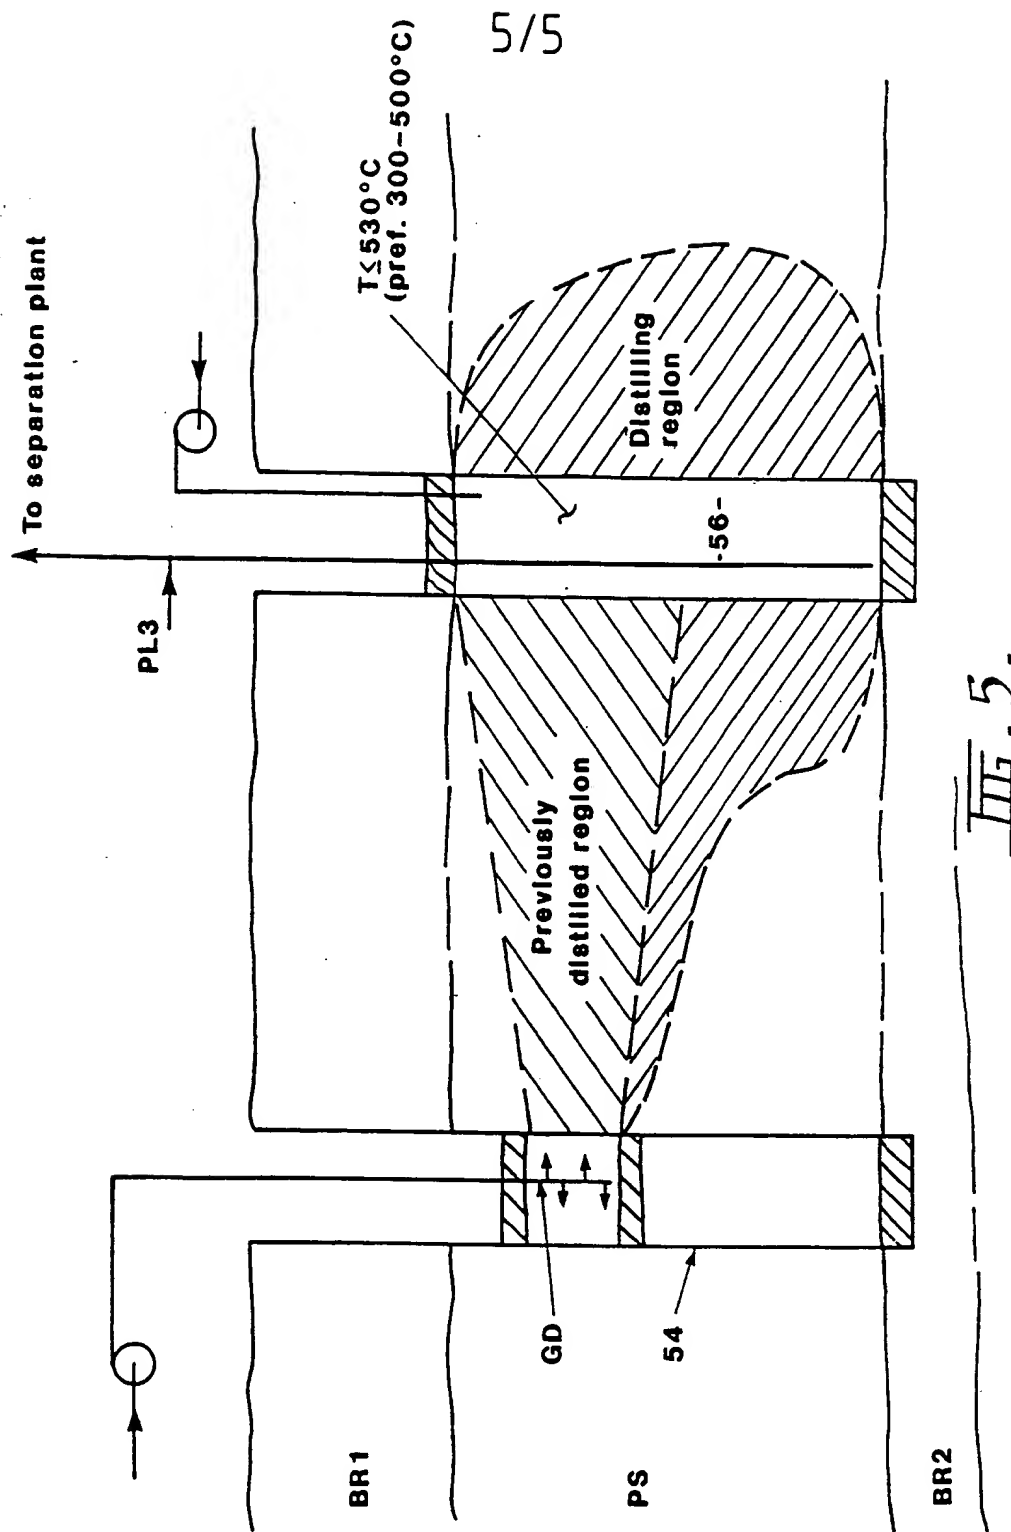 5/5
To separation plant
PL3
T≤530°C
(pref. 300-500°C)
Distilling
region
-56-
Previously
distilled region
GD
54
BR1
PS
BR2
Fig. 5.